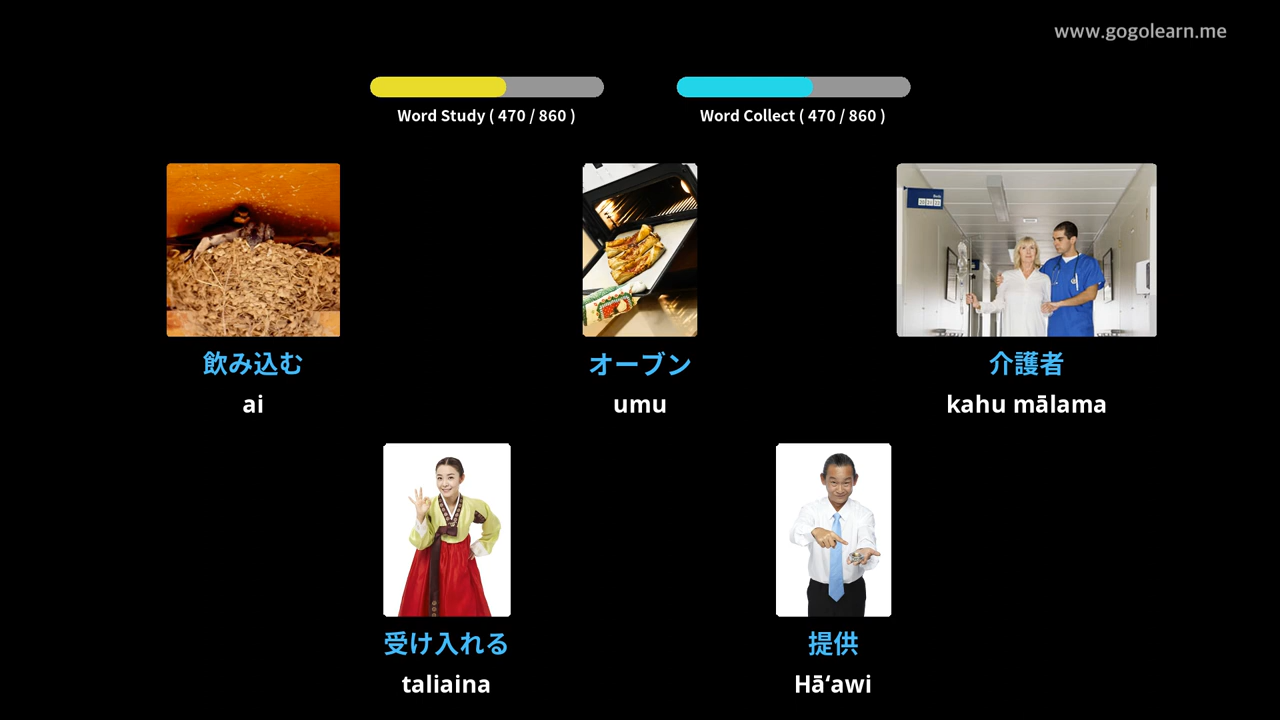 www.gogolearn.me
Word Study ( 470 / 860 )
Word Collect ( 470 / 860 )
飲み込む
オーブン
介護者
ai
umu
kahu mālama
受け入れる
提供
taliaina
Hāʻawi